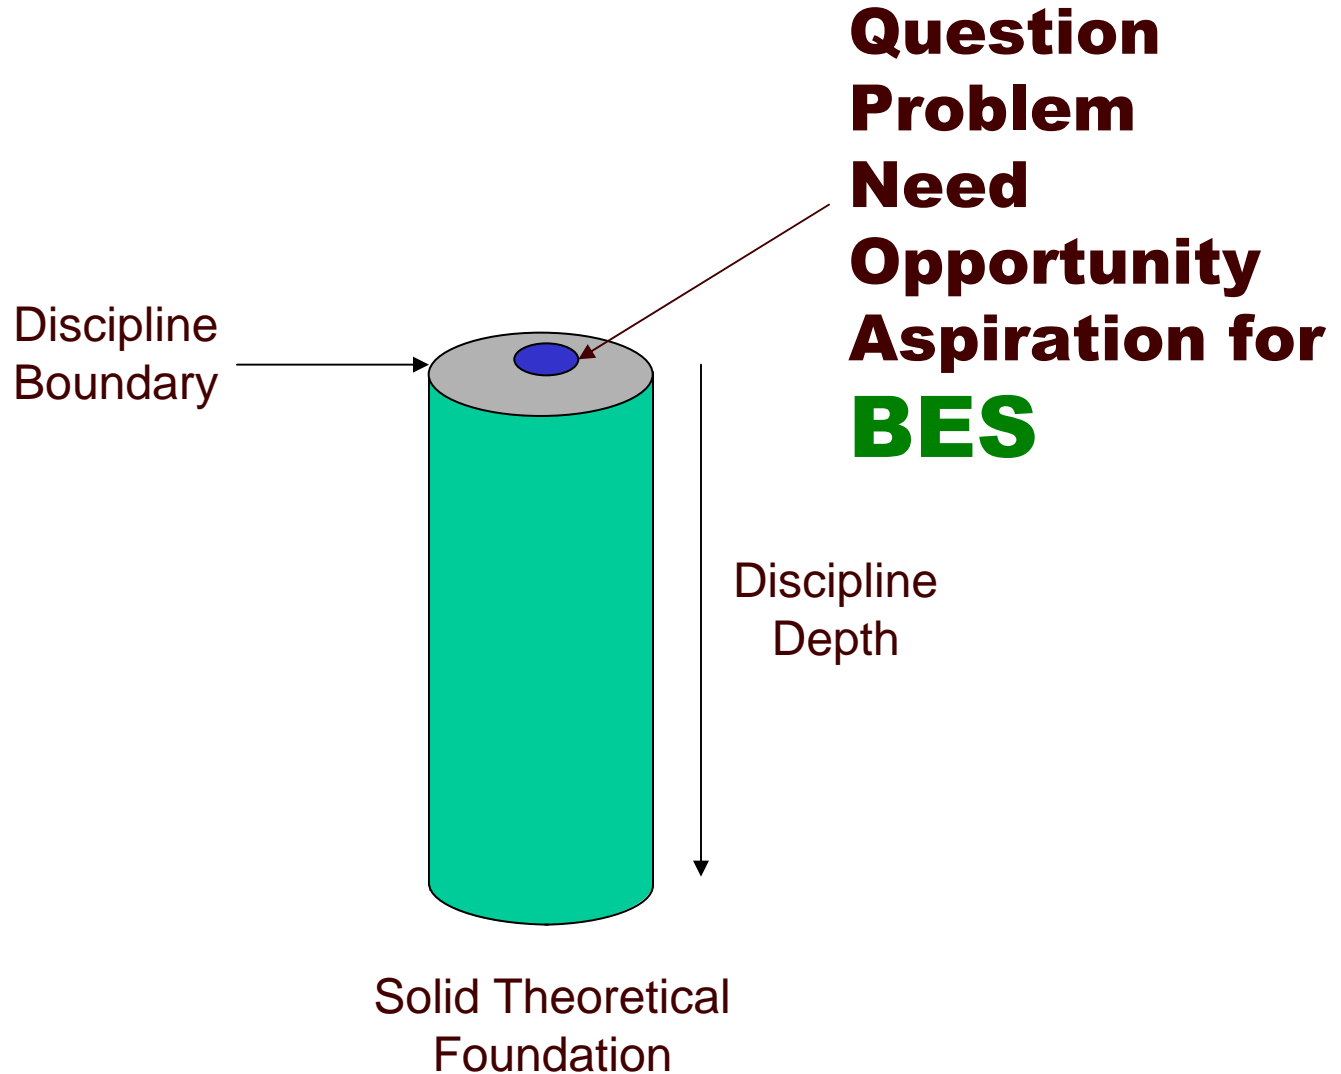 Question
Problem
Need
Opportunity
Aspiration for
BES
Discipline
Boundary
Discipline
Depth
Solid Theoretical
Foundation